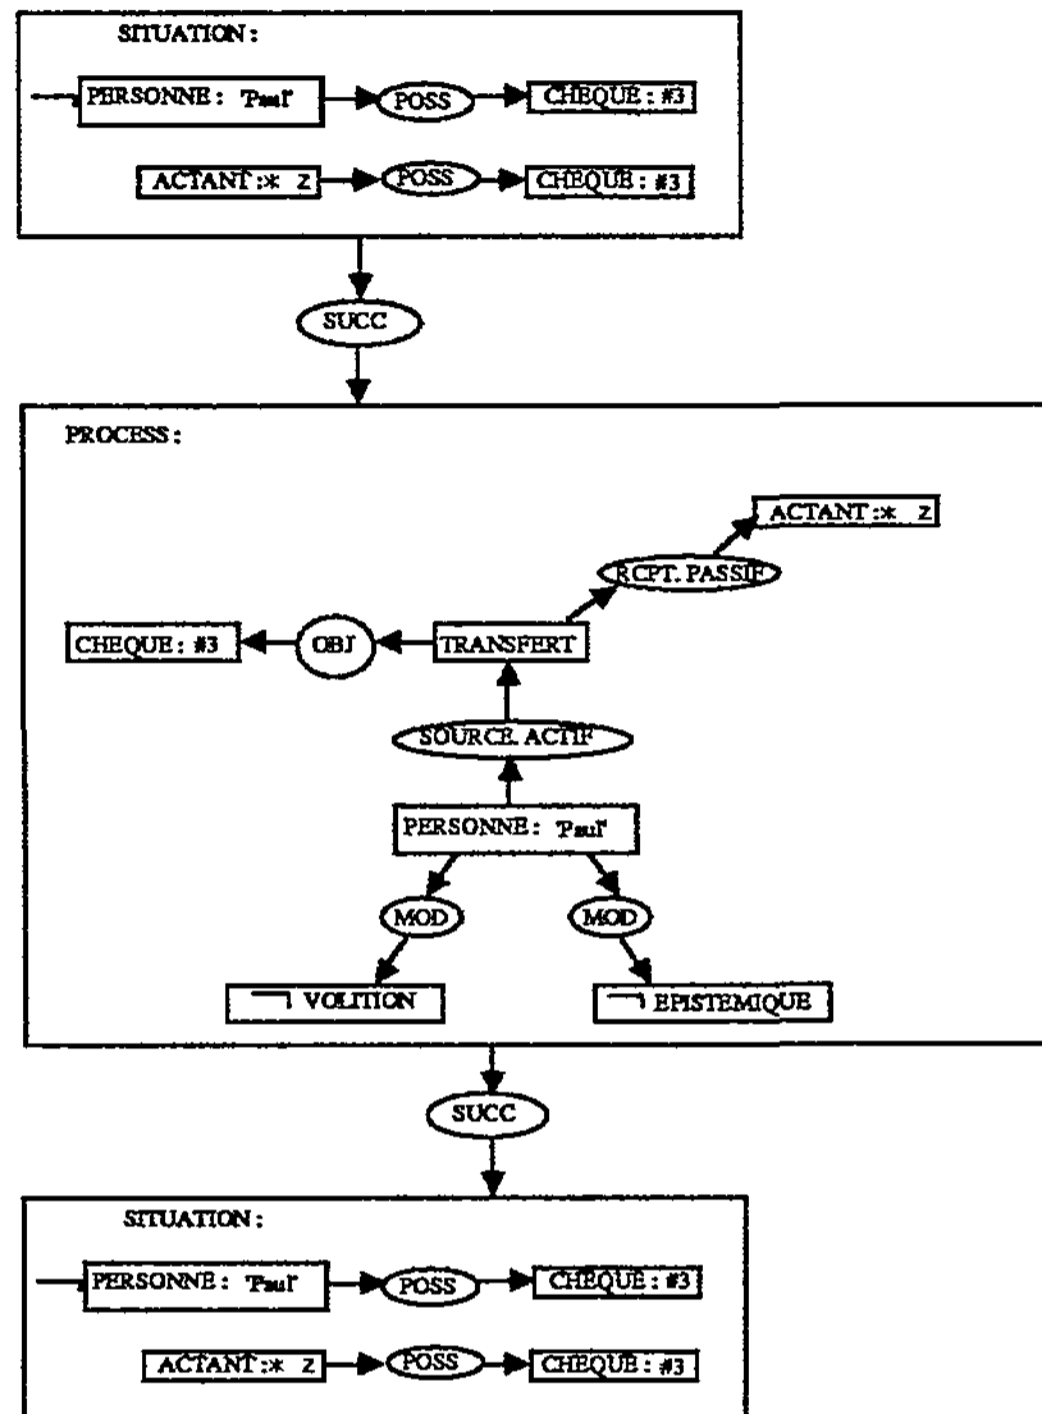 SITUATION :
PERSONNE : 'Paul' POSS CHEQUE : #3
ACTANT :* Z POSS CHEQUE : #3
SUCC
PROCESS :
ACTANT :* Z
RCPT. PASSIF
CHEQUE : #3 OBJ TRANSFERT
SOURCE. ACTIF
PERSONNE : 'Paul'
MOD MOD
¬ VOLITION ¬ EPISTEMIQUE
SUCC
SITUATION :
¬ PERSONNE : 'Paul' POSS CHEQUE : #3
ACTANT :* Z POSS CHEQUE : #3